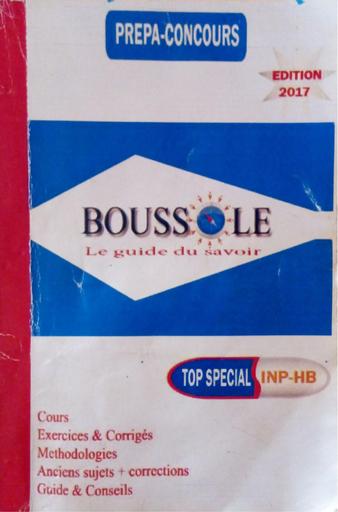 PREPA-CONCOURS
EDITION
2017
BOUSSOLE
Le guide du savoir
TOP SPECIAL INP-HB
Cours
Exercices & Corrigés
Methodologies
Anciens sujets + corrections
Guide & Conseils